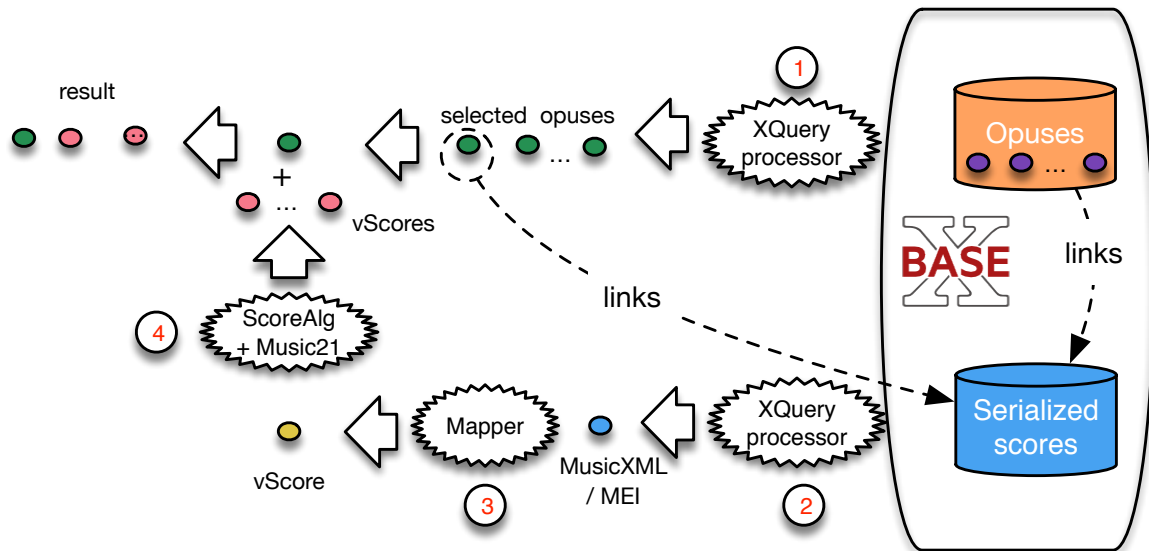 1
result
selected opuses
XQuery
processor
Opuses
...
...
...
+
...
vScores
X
BASE
links
links
4
ScoreAlg
+ Music21
XQuery
processor
Serialized
scores
Mapper
MusicXML
/ MEI
vScore
3
2